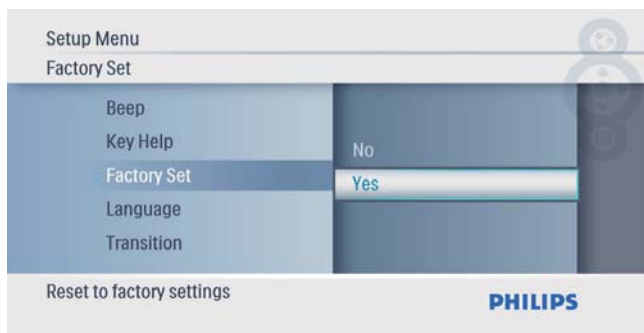 Setup Menu
Factory Set
Beep
Key Help
Factory Set
Language
Transition
No
Yes
Reset to factory settings
PHILIPS